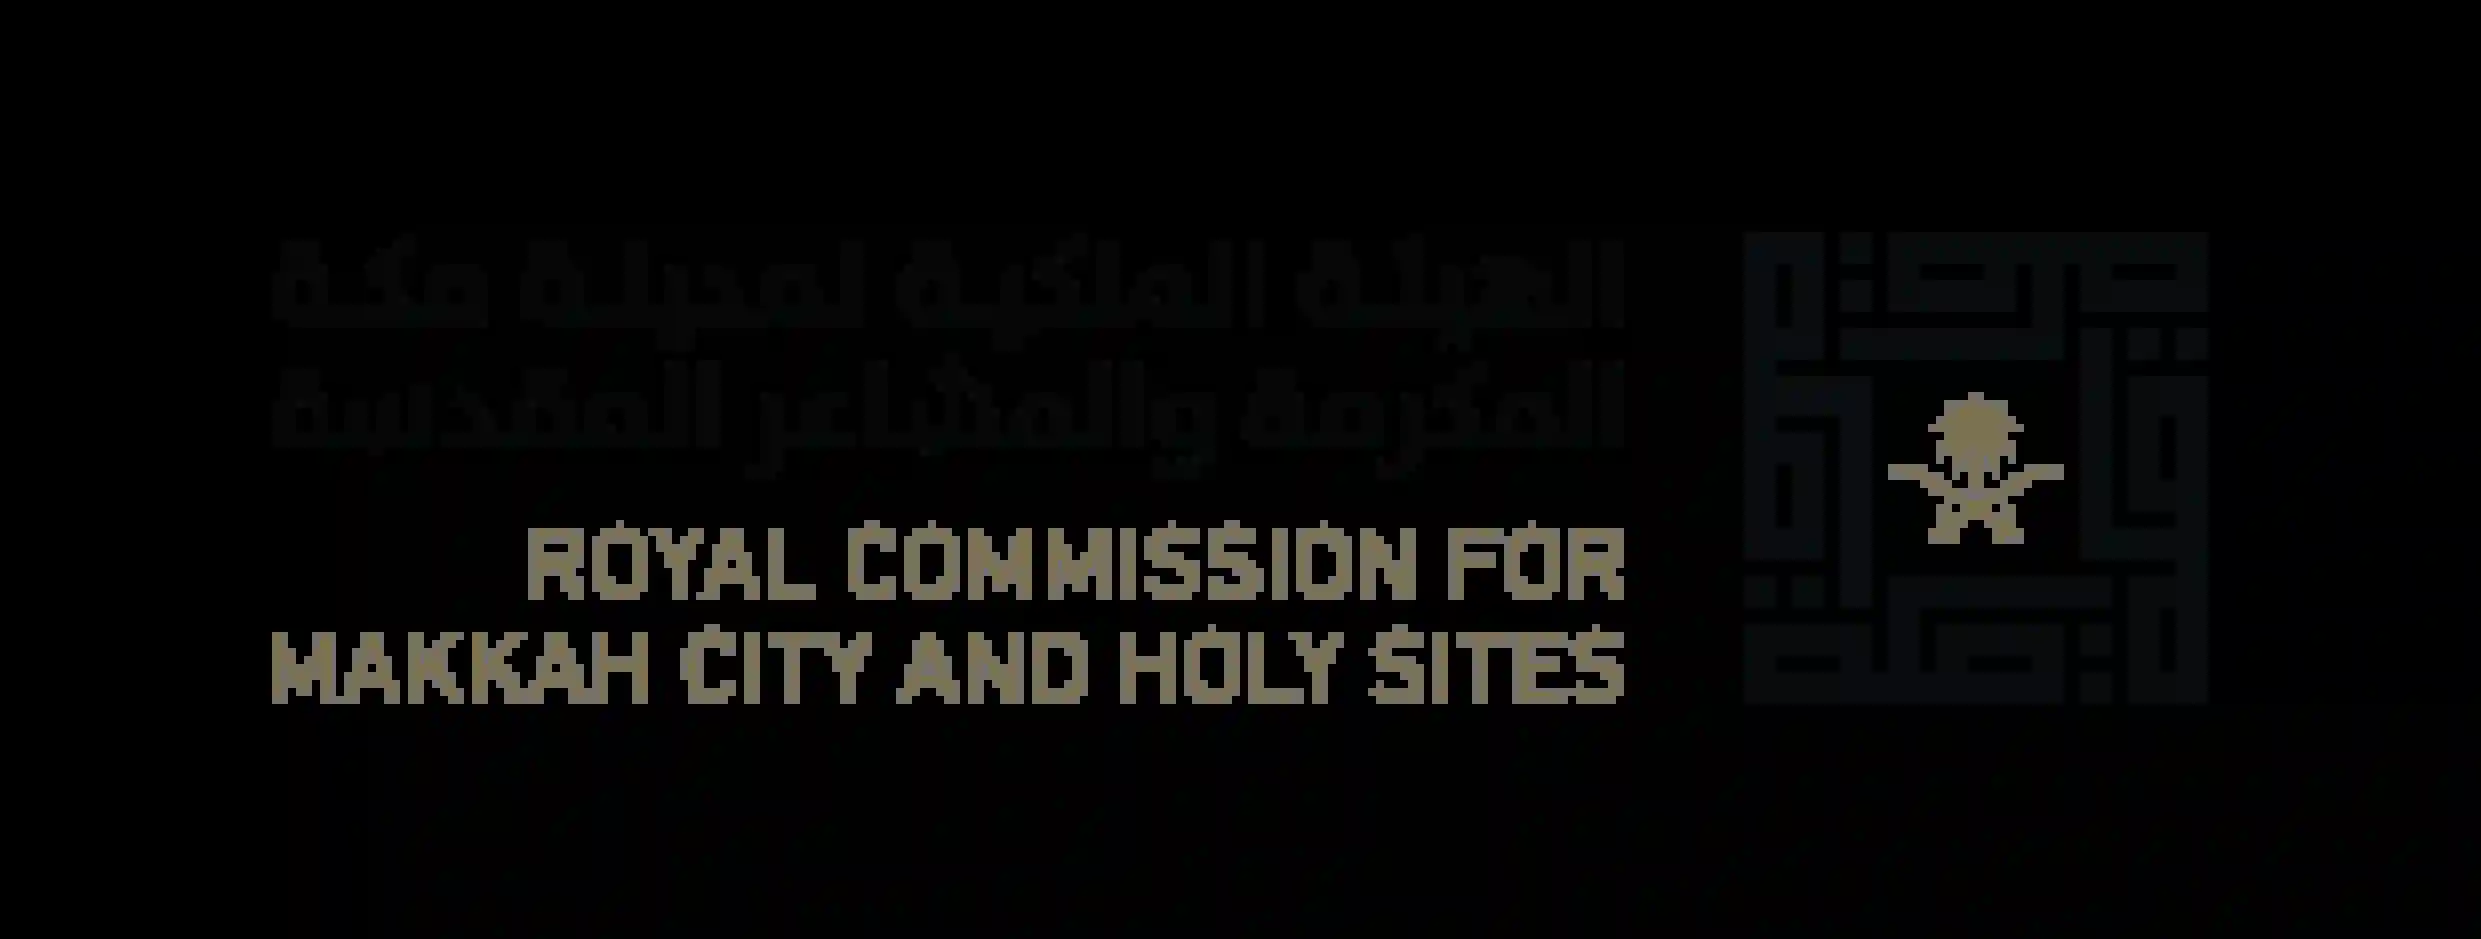 الهيئة الملكية لمدينة مكة
المكرمة والمشاعر المقدسة
ROYAL COMMISSION FOR
MAKKAH CITY AND HOLY SITES